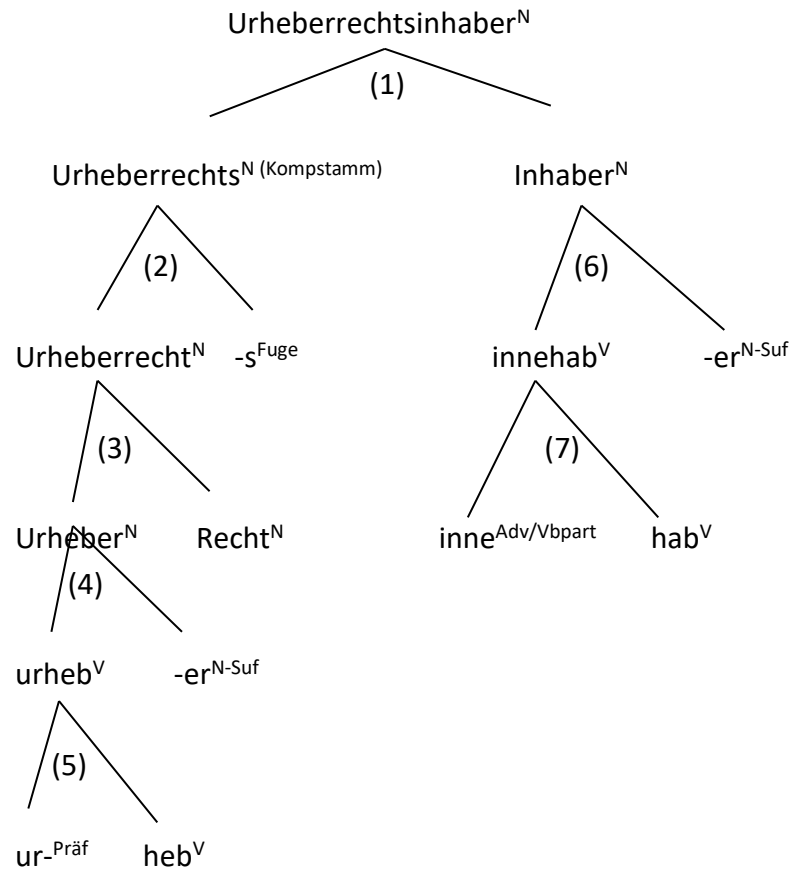 Urheberrechtsinhaber^N
(1)
Urheberrechts^N (Kompstamm) Inhaber^N
(2) (6)
Urheberrecht^N -s^Fuge innehab^V -er^N-Suf
(3) (7)
Urheber^N Recht^N inne^Adv/Vbpart hab^V
(4)
urheb^V -er^N-Suf
(5)
ur-^Präf heb^V